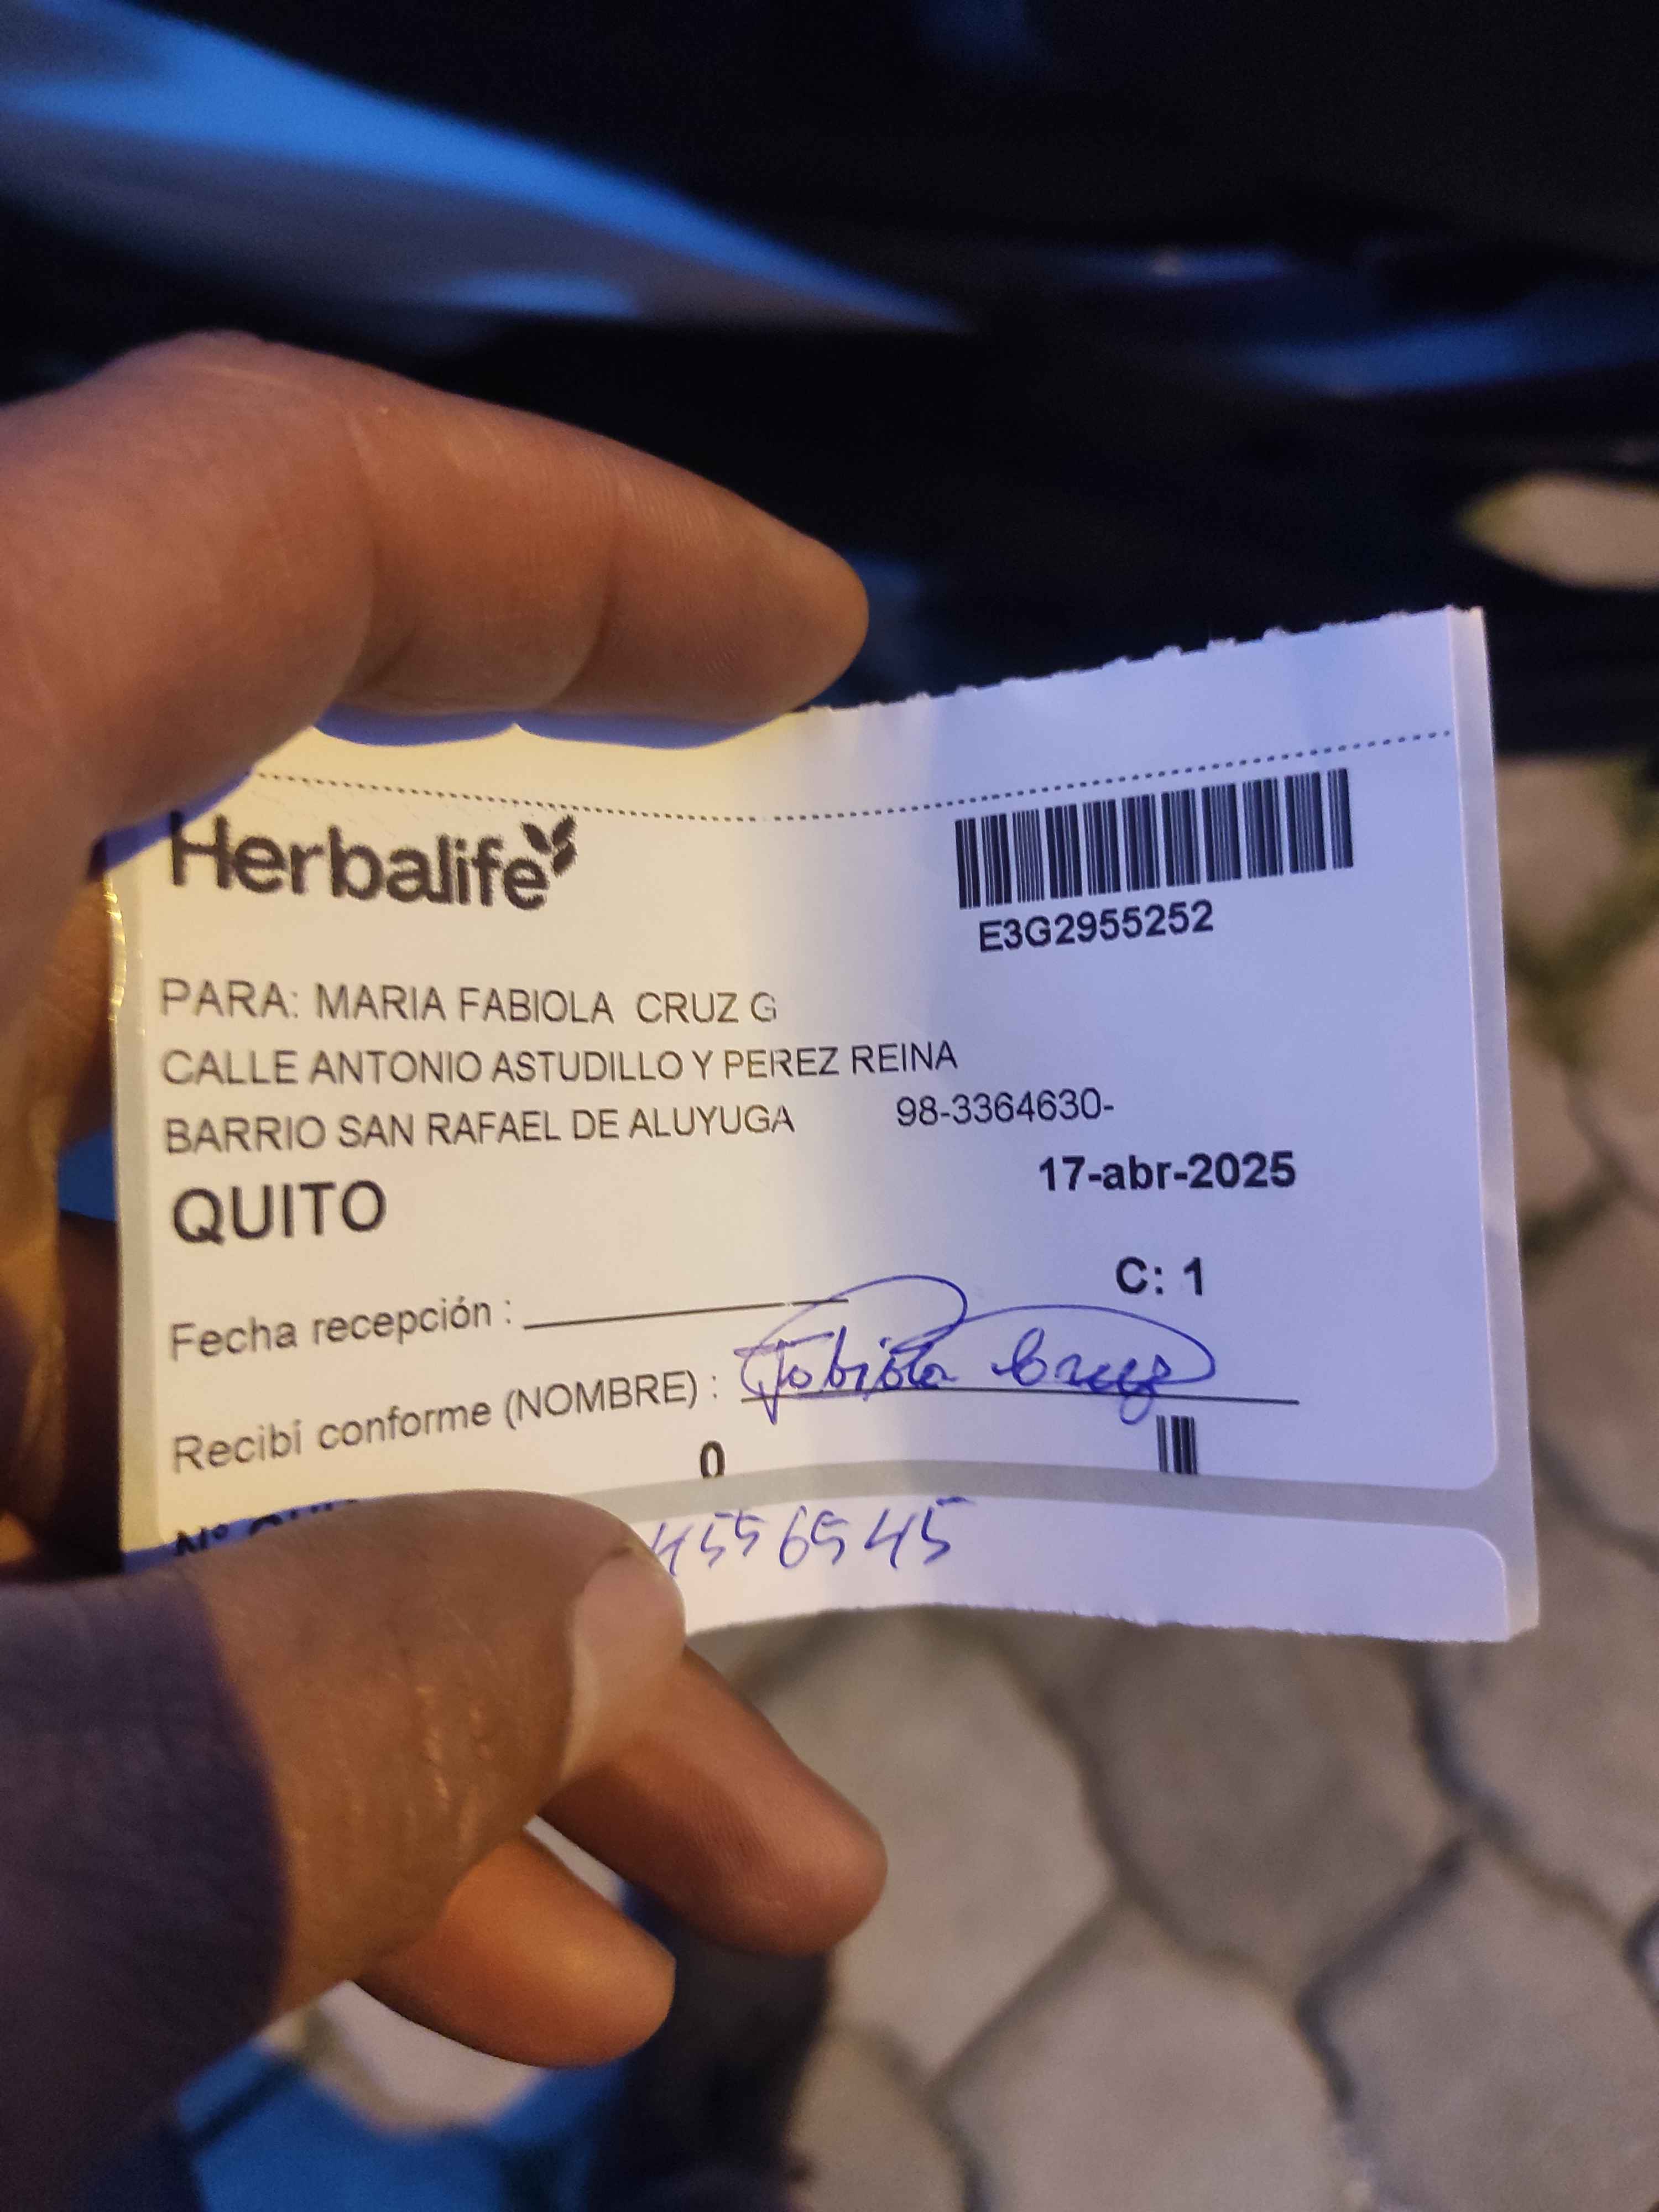 Herbalife
E3G2955252
PARA: MARIA FABIOLA CRUZ G
CALLE ANTONIO ASTUDILLO Y PEREZ REINA
BARRIO SAN RAFAEL DE ALUYUGA 98-3364630-
17-abr-2025
QUITO
C: 1
Fecha recepción :
Recibí conforme (NOMBRE) : Fabiola Cruz
0
4556545